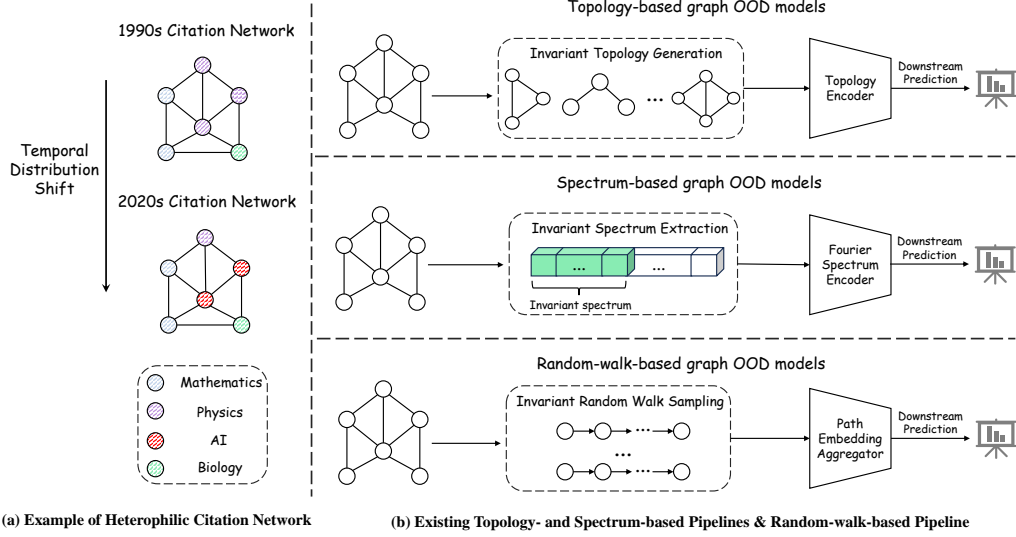 1990s Citation Network
Temporal
Distribution
Shift
2020s Citation Network
Mathematics
Physics
AI
Biology
(a) Example of Heterophilic Citation Network
Topology-based graph OOD models
Invariant Topology Generation
...
Topology
Encoder
Downstream
Prediction
Spectrum-based graph OOD models
Invariant Spectrum Extraction
... ...
Invariant spectrum
Fourier
Spectrum
Encoder
Downstream
Prediction
Random-walk-based graph OOD models
Invariant Random Walk Sampling
...
...
...
Path
Embedding
Aggregator
Downstream
Prediction
(b) Existing Topology- and Spectrum-based Pipelines & Random-walk-based Pipeline